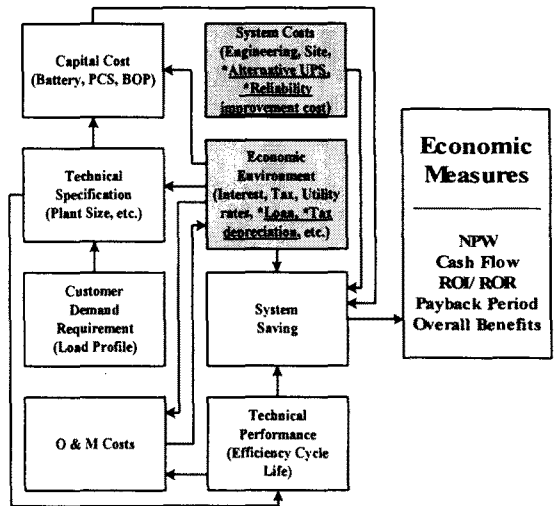 Capital Cost
(Battery, PCS, BOP)
System Costs
(Engineering, Site,
*Alternative UPS,
*Reliability
improvement cost)
Technical
Specification
(Plant Size, etc.)
Economic
Environment
(Interest, Tax, Utility
rates, *Loan, *Tax
depreciation, etc.)
Customer
Demand
Requirement
(Load Profile)
System
Saving
O & M Costs
Technical
Performance
(Efficiency Cycle
Life)
Economic
Measures
NPW
Cash Flow
ROI/ ROR
Payback Period
Overall Benefits